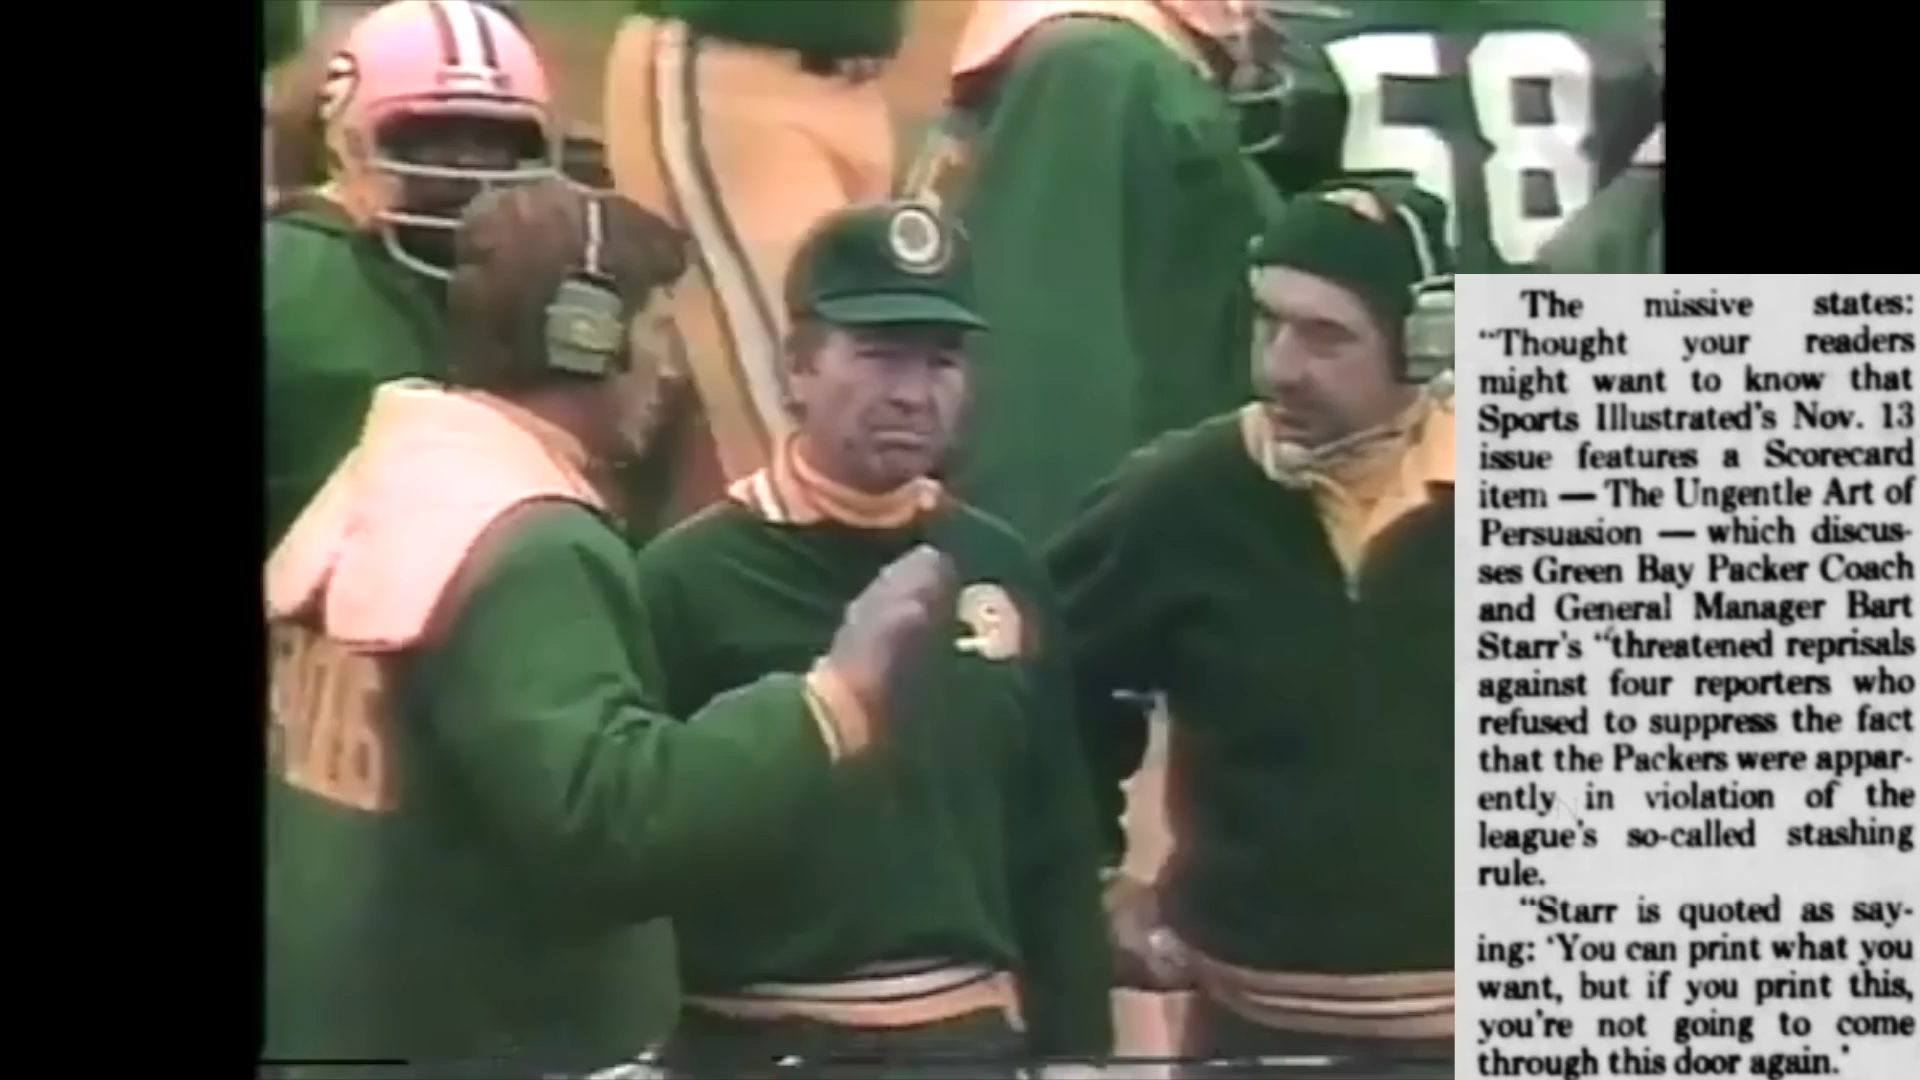 58
The missive states:
"Thought your readers
might want to know that
Sports Illustrated's Nov. 13
issue features a Scorecard
item — The Ungentle Art of
Persuasion — which discus-
ses Green Bay Packer Coach
and General Manager Bart
Starr's "threatened reprisals
against four reporters who
refused to suppress the fact
that the Packers were appar-
ently in violation of the
league's so-called stashing
rule.
"Starr is quoted as say-
ing: 'You can print what you
want, but if you print this,
you're not going to come
through this door again.'